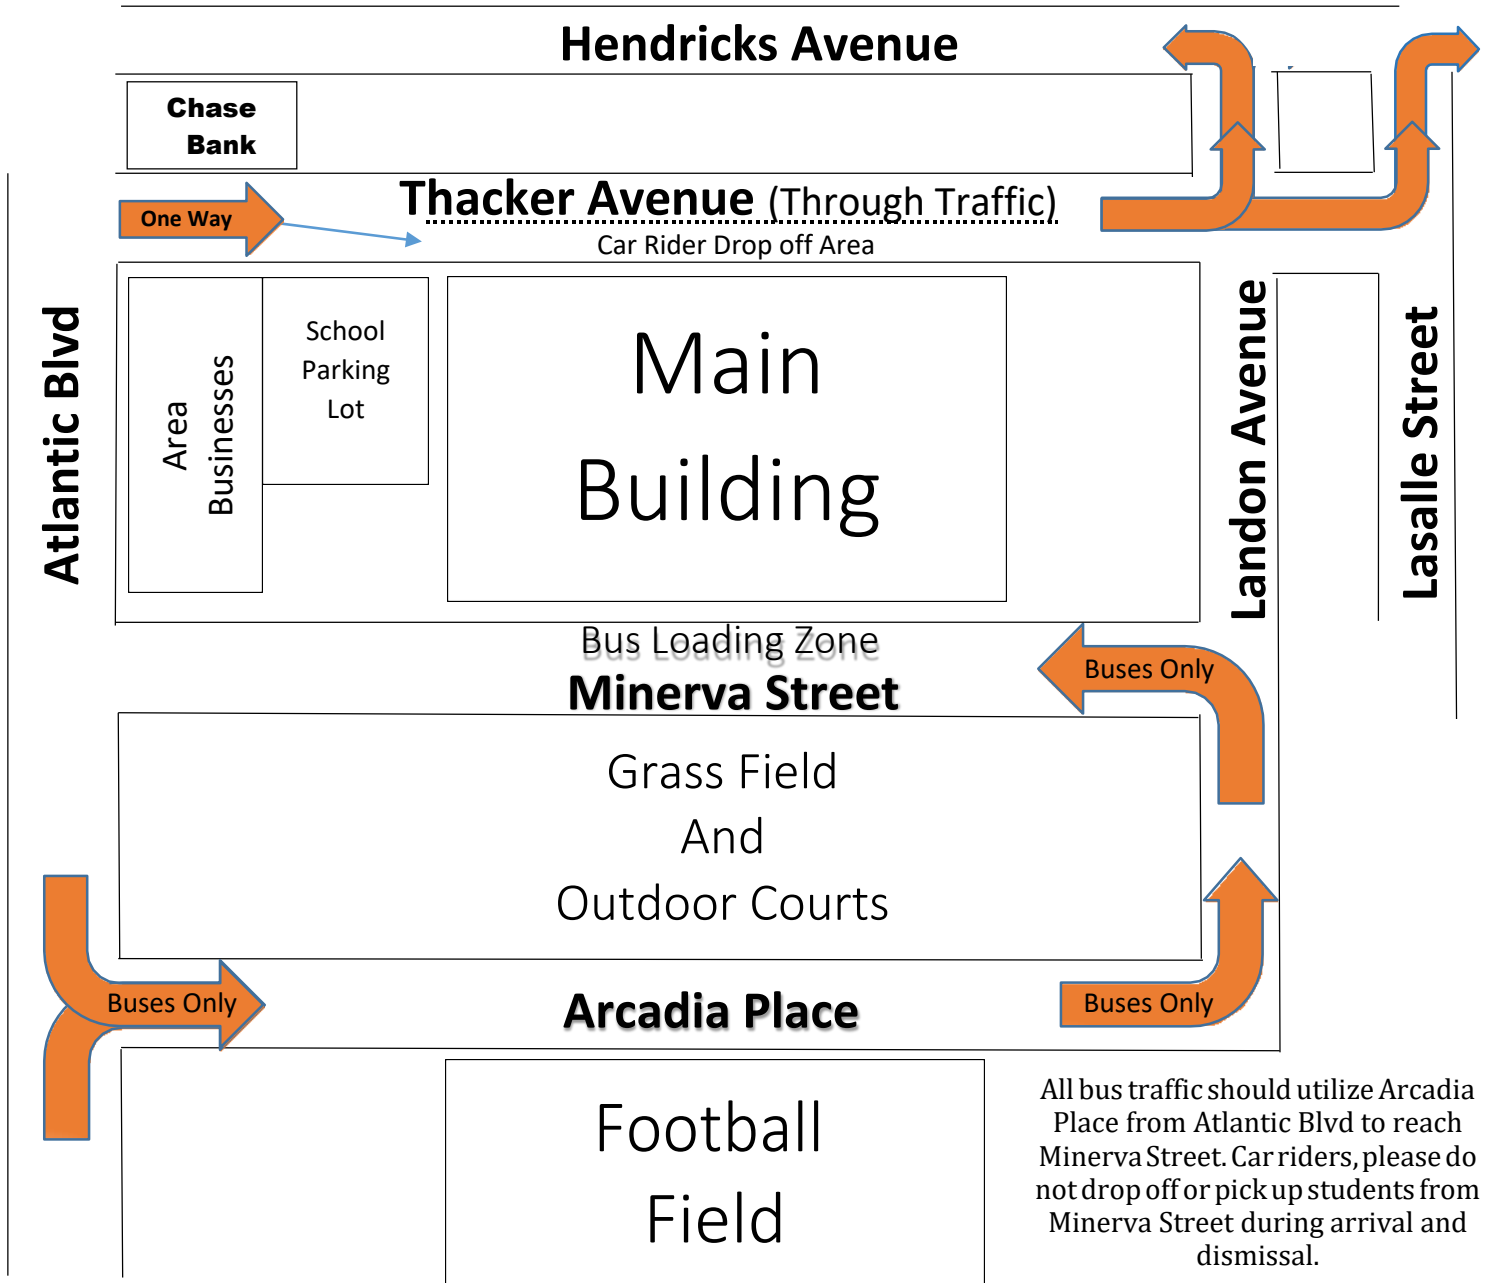 Hendricks Avenue
Chase
Bank
Thacker Avenue (Through Traffic)
One Way
Car Rider Drop off Area
Atlantic Blvd
Area
Businesses
School
Parking
Lot
Main
Building
Landon Avenue
Lasalle Street
Bus Loading Zone
Buses Only
Minerva Street
Grass Field
And
Outdoor Courts
Buses Only
Arcadia Place
Buses Only
Football
Field
All bus traffic should utilize Arcadia
Place from Atlantic Blvd to reach
Minerva Street. Car riders, please do
not drop off or pick up students from
Minerva Street during arrival and
dismissal.